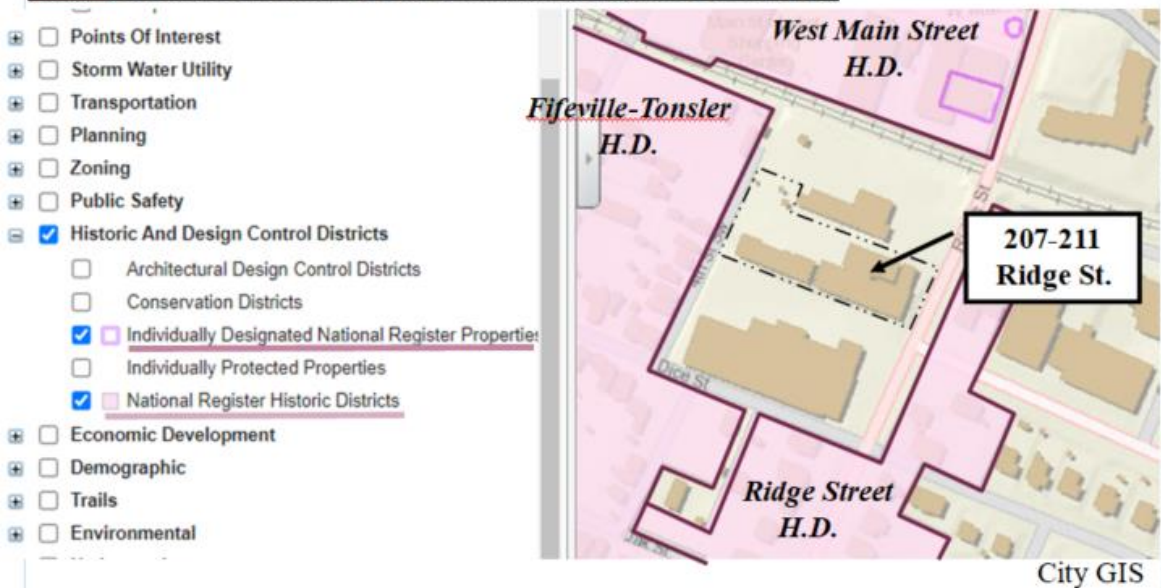 Points Of Interest
Storm Water Utility
Transportation
Planning
Zoning
Public Safety
Historic And Design Control Districts
Architectural Design Control Districts
Conservation Districts
Individually Designated National Register Properties
Individually Protected Properties
National Register Historic Districts
Economic Development
Demographic
Trails
Environmental
West Main Street
H.D.
Fifeville-Tonsler
H.D.
207-211
Ridge St.
Dice St
Ridge Street
H.D.
City GIS